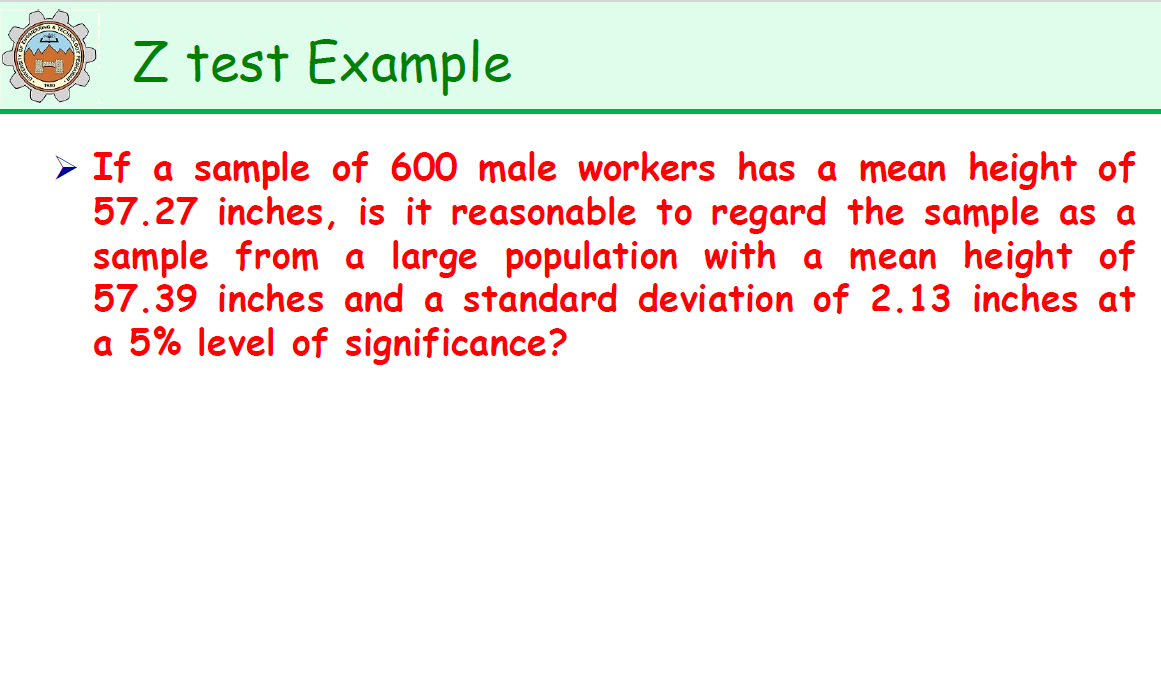 Z test Example
If a sample of 600 male workers has a mean height of
57.27 inches, is it reasonable to regard the sample as a
sample from a large population with a mean height of
57.39 inches and a standard deviation of 2.13 inches at
a 5% level of significance?